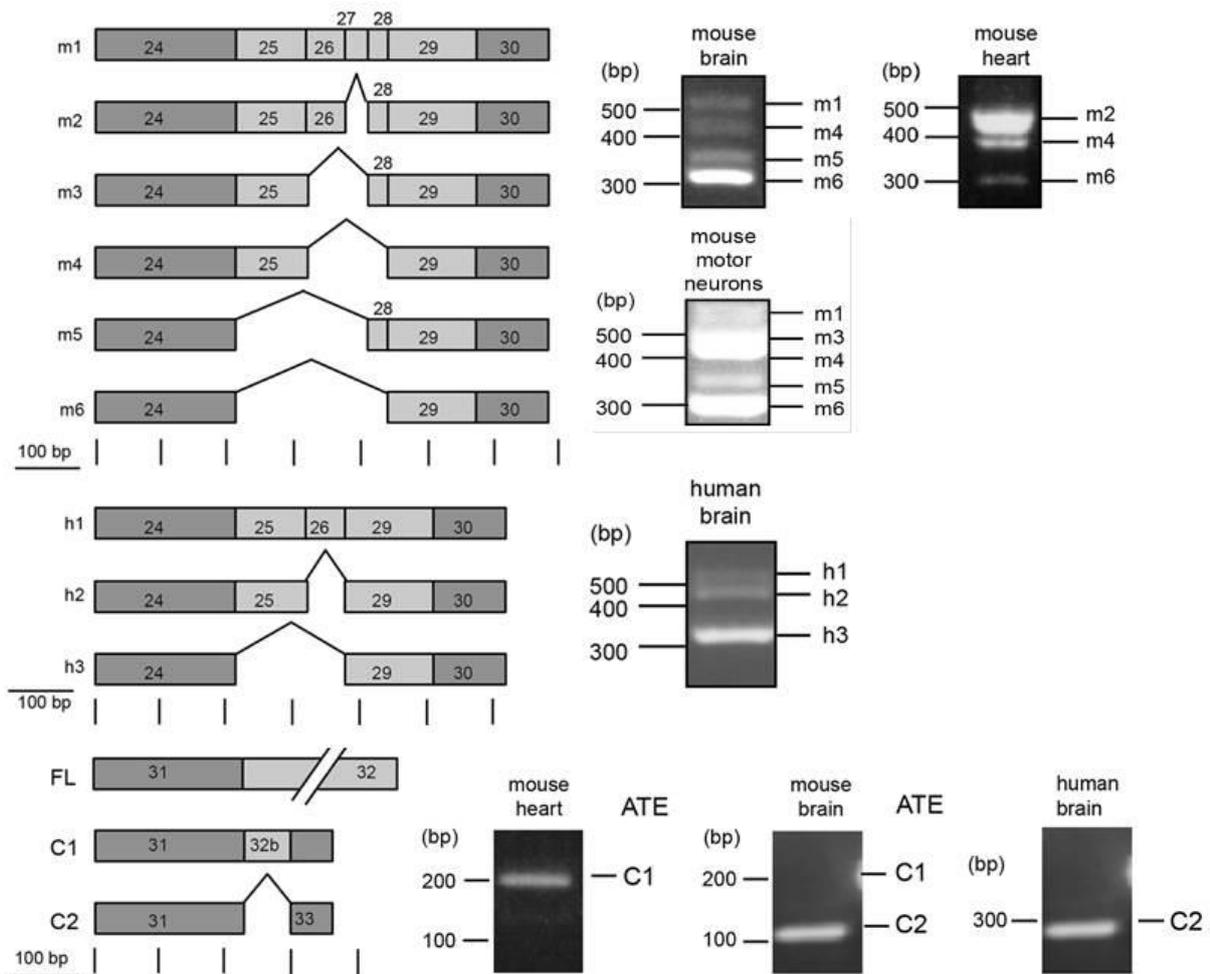 27 28
m1 24 25 26 29 30
28
m2 24 25 26 29 30
28
m3 24 25 29 30
m4 24 25 29 30
28
m5 24 29 30
m6 24 29 30
100 bp
mouse
brain
(bp)
500
400
300
m1
m4
m5
m6
mouse
heart
(bp)
500
400
300
m2
m4
m6
mouse
motor
neurons
(bp)
500
400
300
m1
m3
m4
m5
m6
h1 24 25 26 29 30
h2 24 25 29 30
h3 24 29 30
100 bp
human
brain
(bp)
500
400
300
h1
h2
h3
FL 31 32
C1 31 32b
C2 31 33
100 bp
mouse
heart
ATE
(bp)
200
100
C1
mouse
brain
ATE
(bp)
200
100
C1
C2
human
brain
(bp)
300
C2